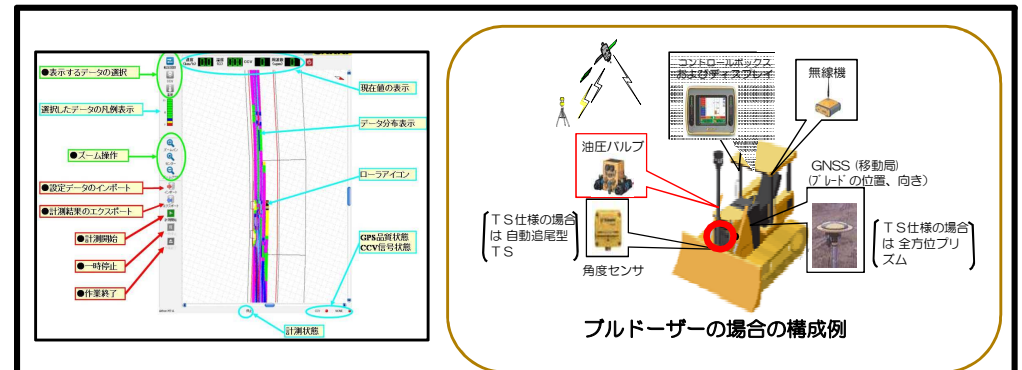 ●表示するデータの選択
選択したデータの凡例表示
●ズーム操作
●設定データのインポート
●計測結果のエクスポート
●計測開始
●一時停止
●作業終了
現在値の表示
データ分布表示
ローラアイコン
GPS品質状態
CCV信号状態
計測状態
コントロールボックス
およびディスプレイ
無線機
油圧バルブ
GNSS (移動局)
(ブレードの位置、向き)
TS仕様の場合
は 自動追尾型
TS
角度センサ
TS仕様の場合
は 全方位プリ
ズム
ブルドーザーの場合の構成例